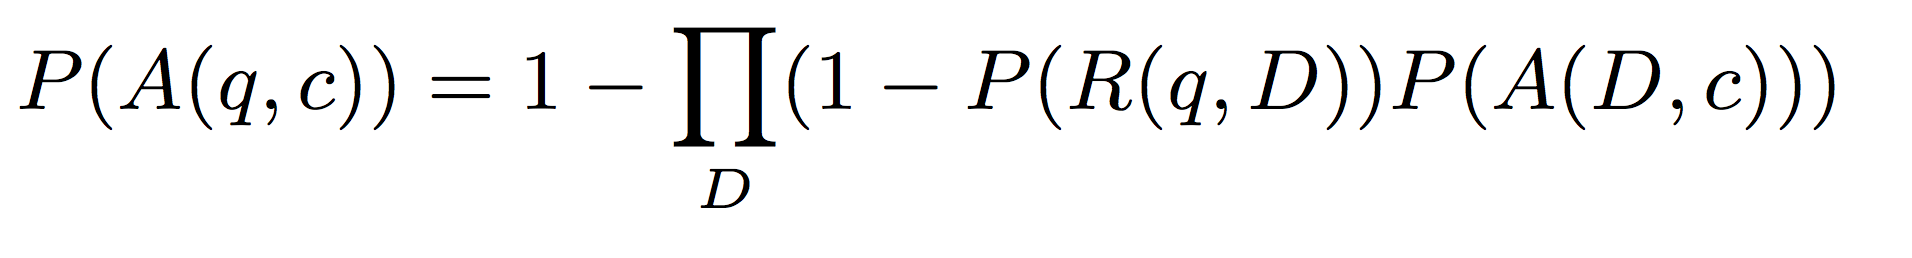 P(A(q, c)) = 1 − ∏_D (1 − P(R(q, D))P(A(D, c)))